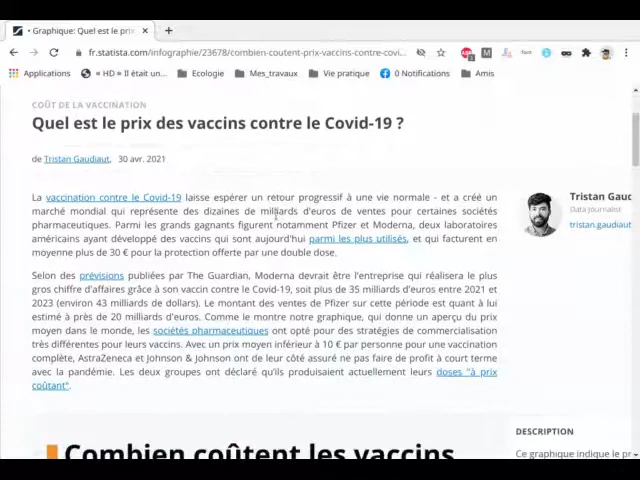 • Graphique: Quel est le prix
fr.statista.com/infographie/23678/combien-coutent-prix-vaccins-contre-covi...
Applications « HD » Il était un... Ecologie Mes_travaux Vie pratique 0 Notifications Amis
COÛT DE LA VACCINATION
Quel est le prix des vaccins contre le Covid-19 ?
de Tristan Gaudiaut, 30 avr. 2021
La vaccination contre le Covid-19 laisse espérer un retour progressif à une vie normale - et a créé un
marché mondial qui représente des dizaines de milliards d'euros de ventes pour certaines sociétés
pharmaceutiques. Parmi les grands gagnants figurent notamment Pfizer et Moderna, deux laboratoires
américains ayant développé des vaccins qui sont aujourd'hui parmi les plus utilisés, et qui facturent en
moyenne plus de 30 € pour la protection offerte par une double dose.
Selon des prévisions publiées par The Guardian, Moderna devrait être l'entreprise qui réalisera le plus
gros chiffre d'affaires grâce à son vaccin contre le Covid-19, soit plus de 35 milliards d'euros entre 2021 et
2023 (environ 43 milliards de dollars). Le montant des ventes de Pfizer sur cette période est quant à lui
estimé à près de 20 milliards d'euros. Comme le montre notre graphique, qui donne un aperçu du prix
moyen dans le monde, les sociétés pharmaceutiques ont opté pour des stratégies de commercialisation
très différentes pour leurs vaccins. Avec un prix moyen inférieur à 10 € par personne pour une vaccination
complète, AstraZeneca et Johnson & Johnson ont de leur côté assuré ne pas faire de profit à court terme
avec la pandémie. Les deux groupes ont déclaré qu'ils produisaient actuellement leurs doses "à prix
coûtant".
Tristan Gaud
Data Journalist
tristan.gaudiaut
Combien coûtent les vaccins
DESCRIPTION
Ce graphique indique le pr